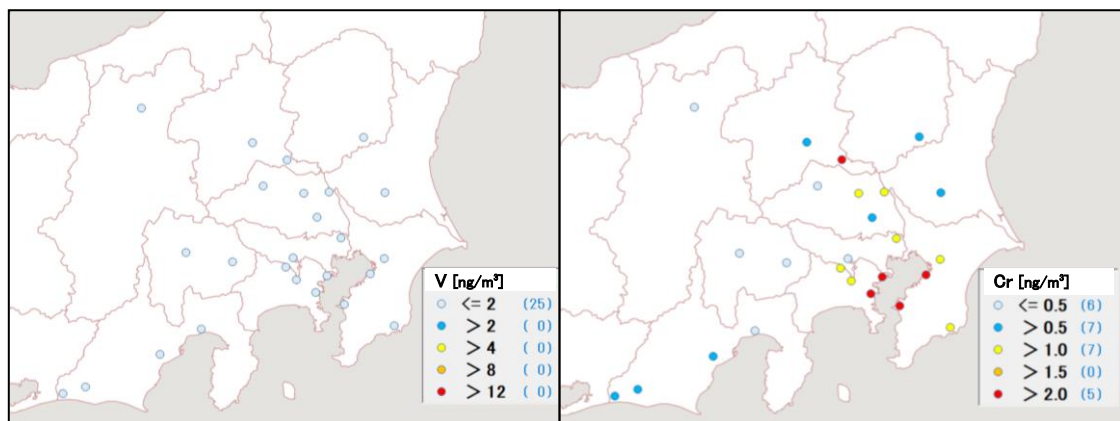 V [ng/m³]
<= 2 (25)
> 2 ( 0)
> 4 ( 0)
> 8 ( 0)
> 12 ( 0)
Cr [ng/m³]
<= 0.5 (6)
> 0.5 (7)
> 1.0 (7)
> 1.5 (0)
> 2.0 (5)